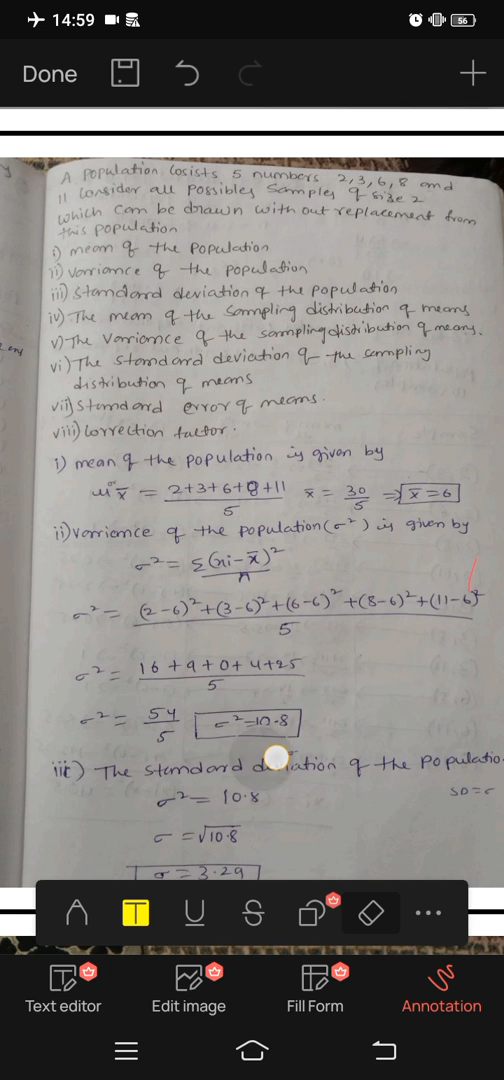 14:59
56
Done
A population cosists 5 numbers 2,3,6,8 and
11 consider all possibles samples of size 2
which can be drawn with out replacement from
this population
i) mean of the population
ii) varriance of the population
iii) standard deviation of the population
iv) The mean of the sampling distribution of means
v) The Varriance of the sampling distribution of means.
vi) The standard deviation of the sampling
distribution of means
vii) standard error of means.
viii) correction factor.
i) mean of the population is given by
x̄ = 2+3+6+8+11 / 5 x̄ = 30/5 ⇒ x̄ = 6
ii) varriance of the population (σ²) is given by
σ² = Σ(xi - x̄)² / n
σ² = (2-6)²+(3-6)²+(6-6)²+(8-6)²+(11-6)² / 5
σ² = 16+9+0+4+25 / 5
σ² = 54/5 σ²=10.8
iii) The standard deviation of the populatio
σ² = 10.8
SD=σ
σ = √10.8
σ = 3.29
T
U
S
Text editor
Edit image
Fill Form
Annotation